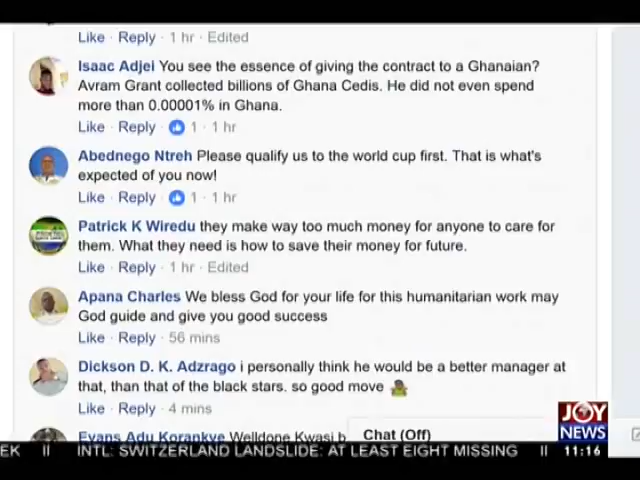 Like · Reply · 1 hr · Edited
Isaac Adjei You see the essence of giving the contract to a Ghanaian?
Avram Grant collected billions of Ghana Cedis. He did not even spend
more than 0.00001% in Ghana.
Like · Reply · 1 · 1 hr
Abednego Ntreh Please qualify us to the world cup first. That is what's
expected of you now!
Like · Reply · 1 · 1 hr
Patrick K Wiredu they make way too much money for anyone to care for
them. What they need is how to save their money for future.
Like · Reply · 1 hr · Edited
Apana Charles We bless God for your life for this humanitarian work may
God guide and give you good success
Like · Reply · 56 mins
Dickson D. K. Adzrago i personally think he would be a better manager at
that, than that of the black stars. so good move
Like · Reply · 4 mins
Evans Adu Korankye Welldone Kwasi b
Chat (Off)
JOY
NEWS
EK || INTL: SWITZERLAND LANDSLIDE: AT LEAST EIGHT MISSING || 11:16